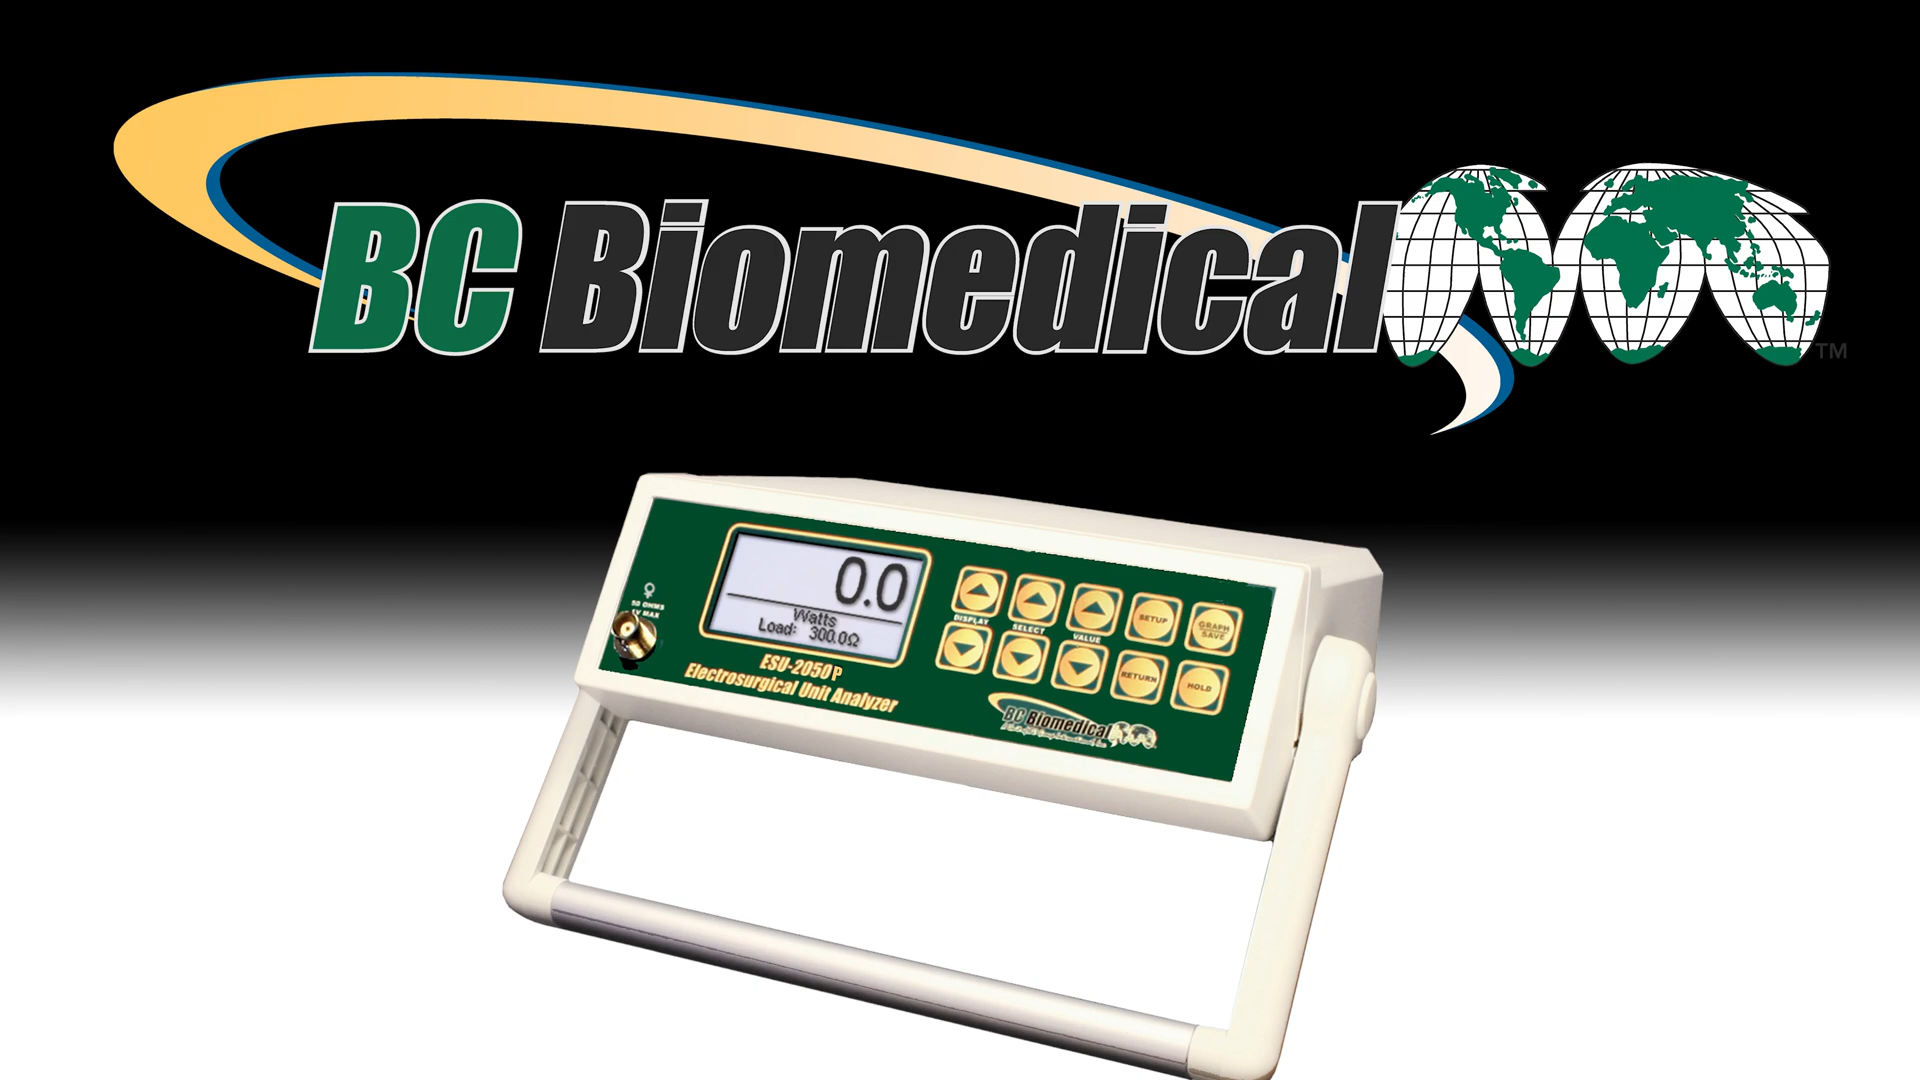 BC Biomedical
TM
50 OHMS
1V MAX
0.0
Watts
Load: 300.0Ω
ESU-2050P
Electrosurgical Unit Analyzer
DISPLAY
SELECT
VALUE
SETUP
GRAPH
SAVE
RETURN
HOLD
BC Biomedical